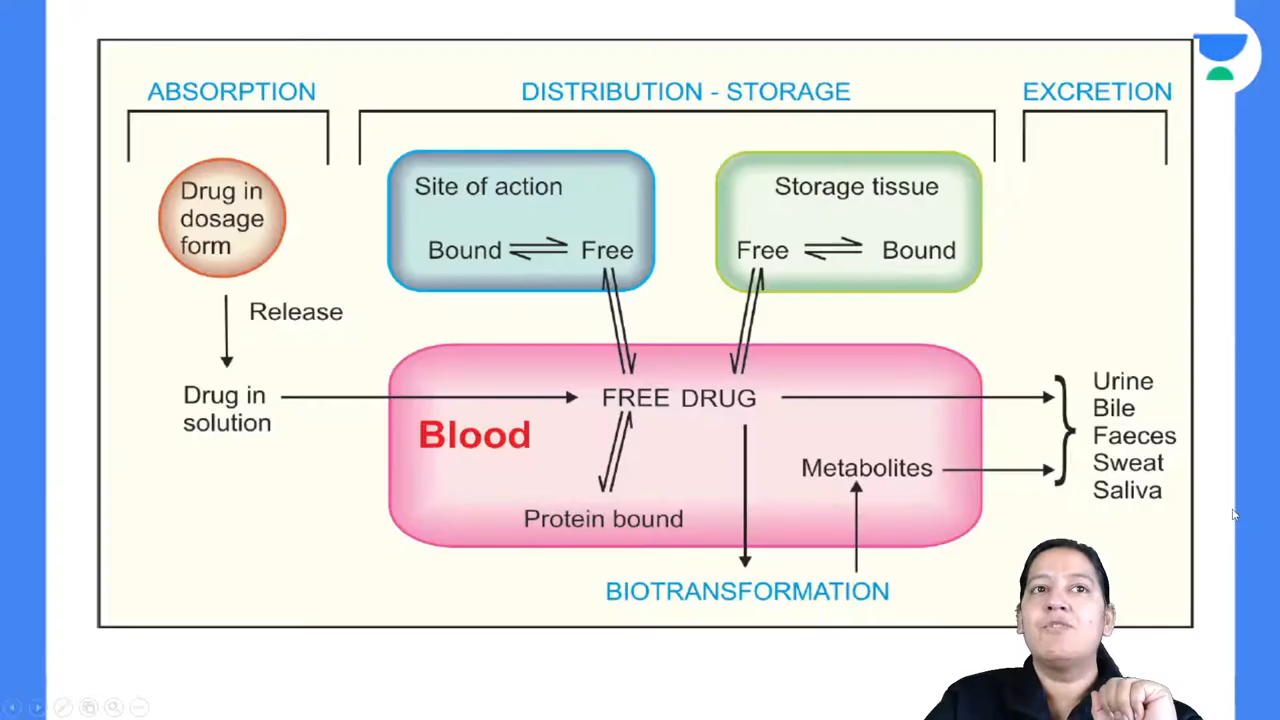 ABSORPTION
DISTRIBUTION - STORAGE
EXCRETION
Drug in
dosage
form
Site of action
Bound
Free
Storage tissue
Free
Bound
Release
Drug in
solution
FREE DRUG
Blood
Protein bound
Metabolites
BIOTRANSFORMATION
Urine
Bile
Faeces
Sweat
Saliva